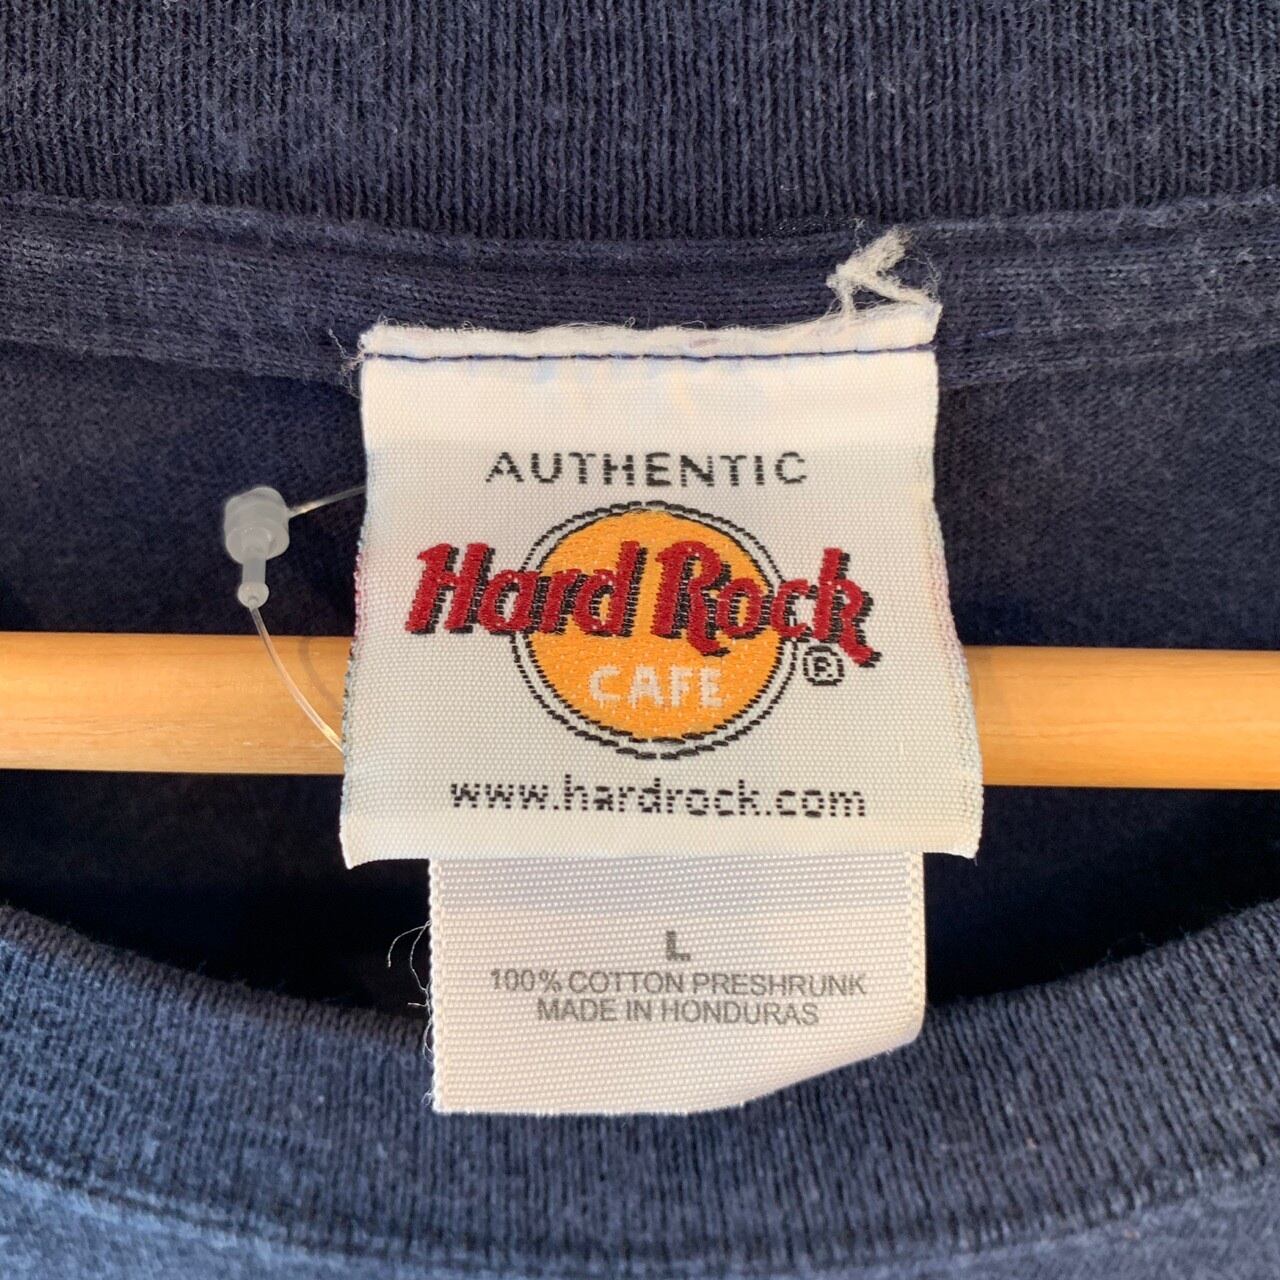 AUTHENTIC
Hard Rock
CAFE ®
www.hardrock.com
L
100% COTTON PRESHRUNK
MADE IN HONDURAS